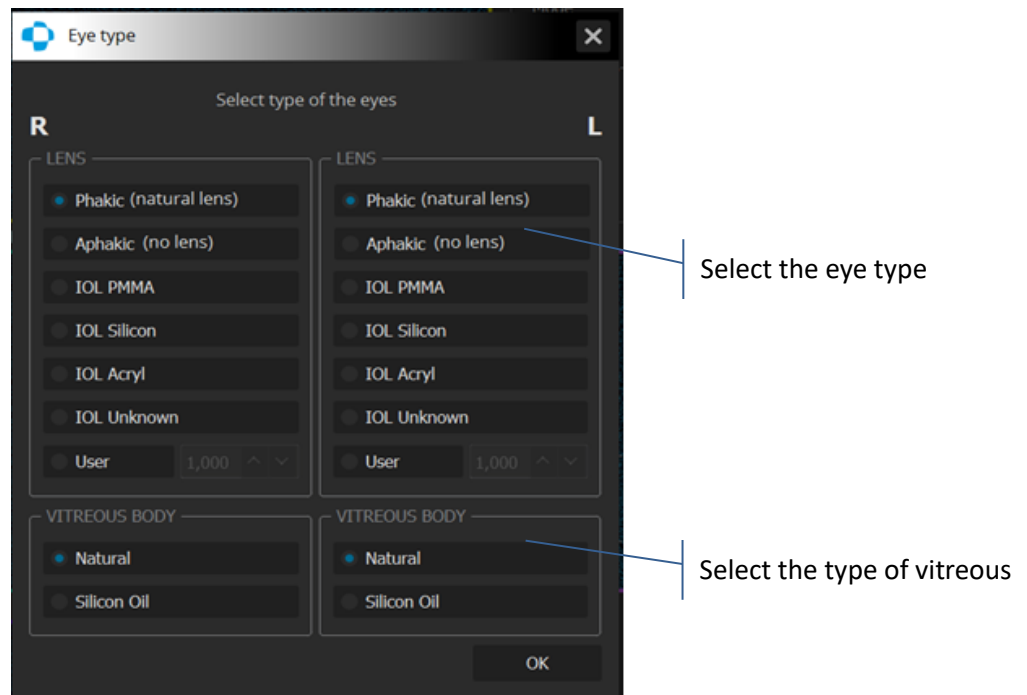 Eye type
Select type of the eyes
R
L
LENS
Phakic (natural lens)
Aphakic (no lens)
IOL PMMA
IOL Silicon
IOL Acryl
IOL Unknown
User 1,000
VITREOUS BODY
Natural
Silicon Oil
LENS
Phakic (natural lens)
Aphakic (no lens)
IOL PMMA
IOL Silicon
IOL Acryl
IOL Unknown
User 1,000
VITREOUS BODY
Natural
Silicon Oil
OK
Select the eye type
Select the type of vitreous